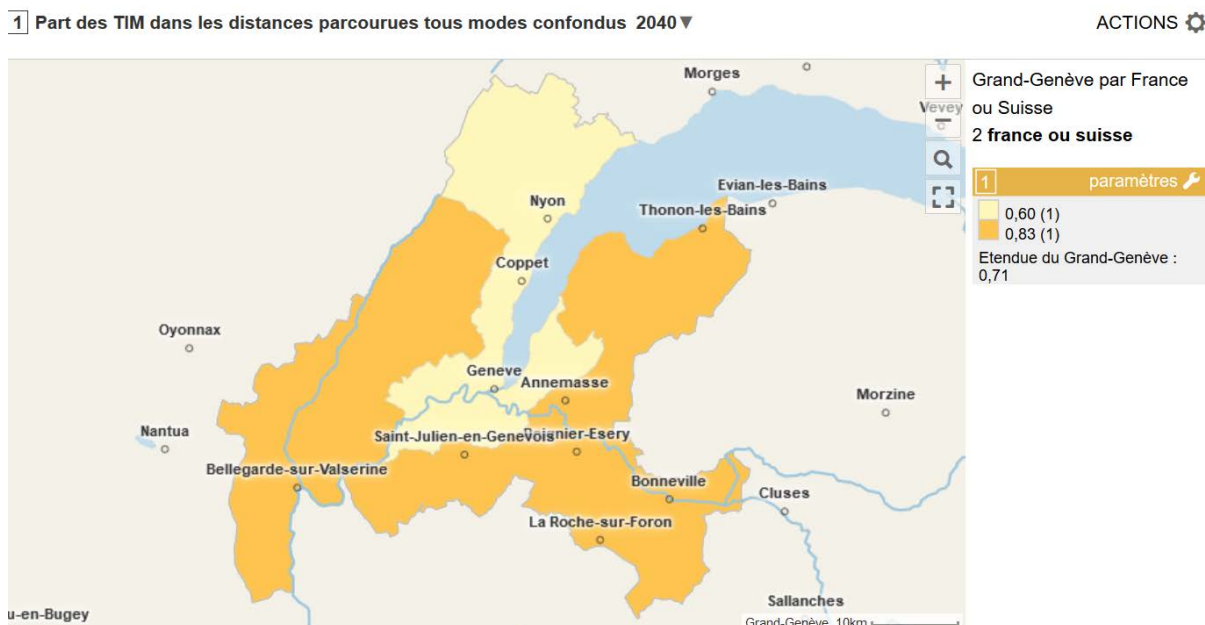 1 Part des TIM dans les distances parcourues tous modes confondus 2040▼
ACTIONS
Morges
Vevey
Nyon
Evian-les-Bains
Thonon-les-Bains
Coppet
Oyonnax
Geneve
Annemasse
Morzine
Nantua
Saint-Julien-en-Genevois
Reignier-Esery
Bellegarde-sur-Valserine
Bonneville
Cluses
La Roche-sur-Foron
Sallanches
u-en-Bugey
Grand-Genève 10km
+
−
Grand-Genève par France
ou Suisse
2 france ou suisse
1 paramètres
0,60 (1)
0,83 (1)
Etendue du Grand-Genève :
0,71